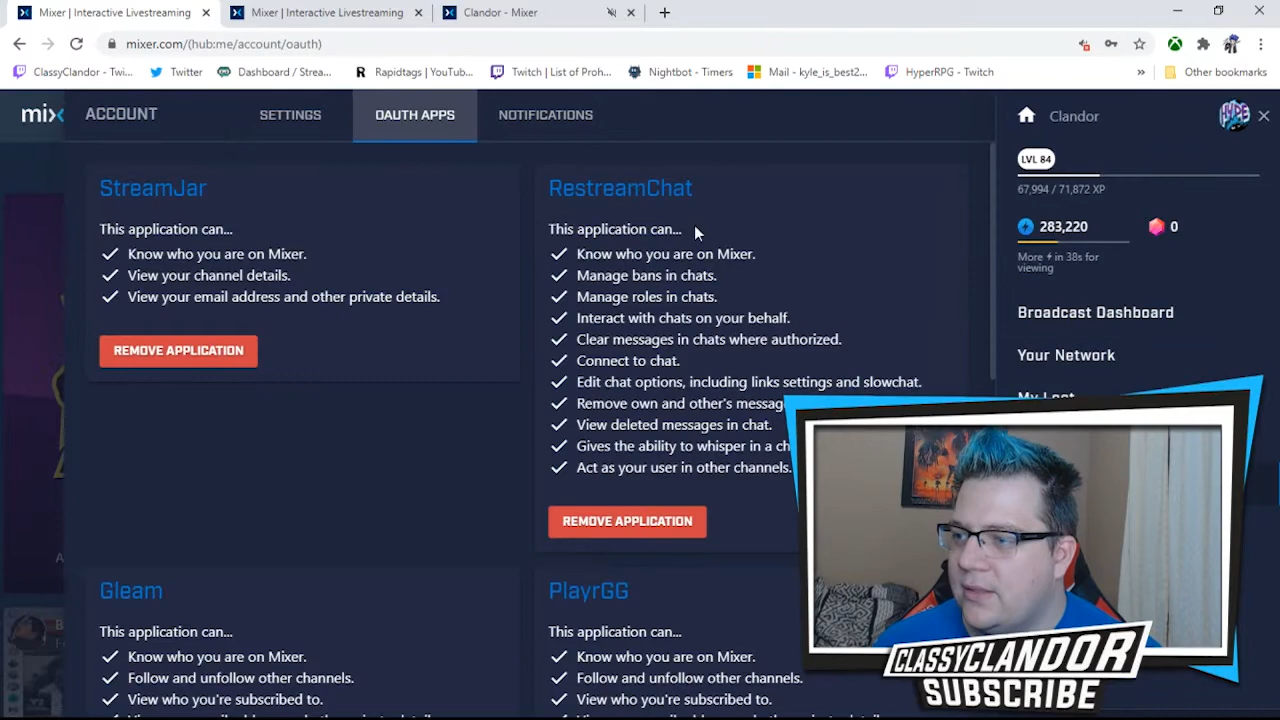 Mixer | Interactive Livestreaming
Mixer | Interactive Livestreaming
Clandor - Mixer
mixer.com/(hub:me/account/oauth)
ClassyClandor - Twi...
Twitter
Dashboard / Strea...
Rapidtags | YouTub...
Twitch | List of Proh...
Nightbot - Timers
Mail - kyle_is_best2...
HyperRPG - Twitch
»
Other bookmarks
mix
ACCOUNT
SETTINGS
OAUTH APPS
NOTIFICATIONS
HYPE
Clandor
LVL 84
67,994 / 71,872 XP
283,220
0
More in 38s for
viewing
Broadcast Dashboard
Your Network
StreamJar
This application can...
Know who you are on Mixer.
View your channel details.
View your email address and other private details.
REMOVE APPLICATION
RestreamChat
This application can...
Know who you are on Mixer.
Manage bans in chats.
Manage roles in chats.
Interact with chats on your behalf.
Clear messages in chats where authorized.
Connect to chat.
Edit chat options, including links settings and slowchat.
Remove own and other's messag
View deleted messages in chat.
Gives the ability to whisper in a ch
Act as your user in other channels.
REMOVE APPLICATION
Gleam
This application can...
Know who you are on Mixer.
Follow and unfollow other channels.
View who you're subscribed to.
PlayrGG
This application can...
Know who you are on Mixer.
Follow and unfollow other channels.
View who you're subscribed to.
CLASSYCLANDOR
SUBSCRIBE